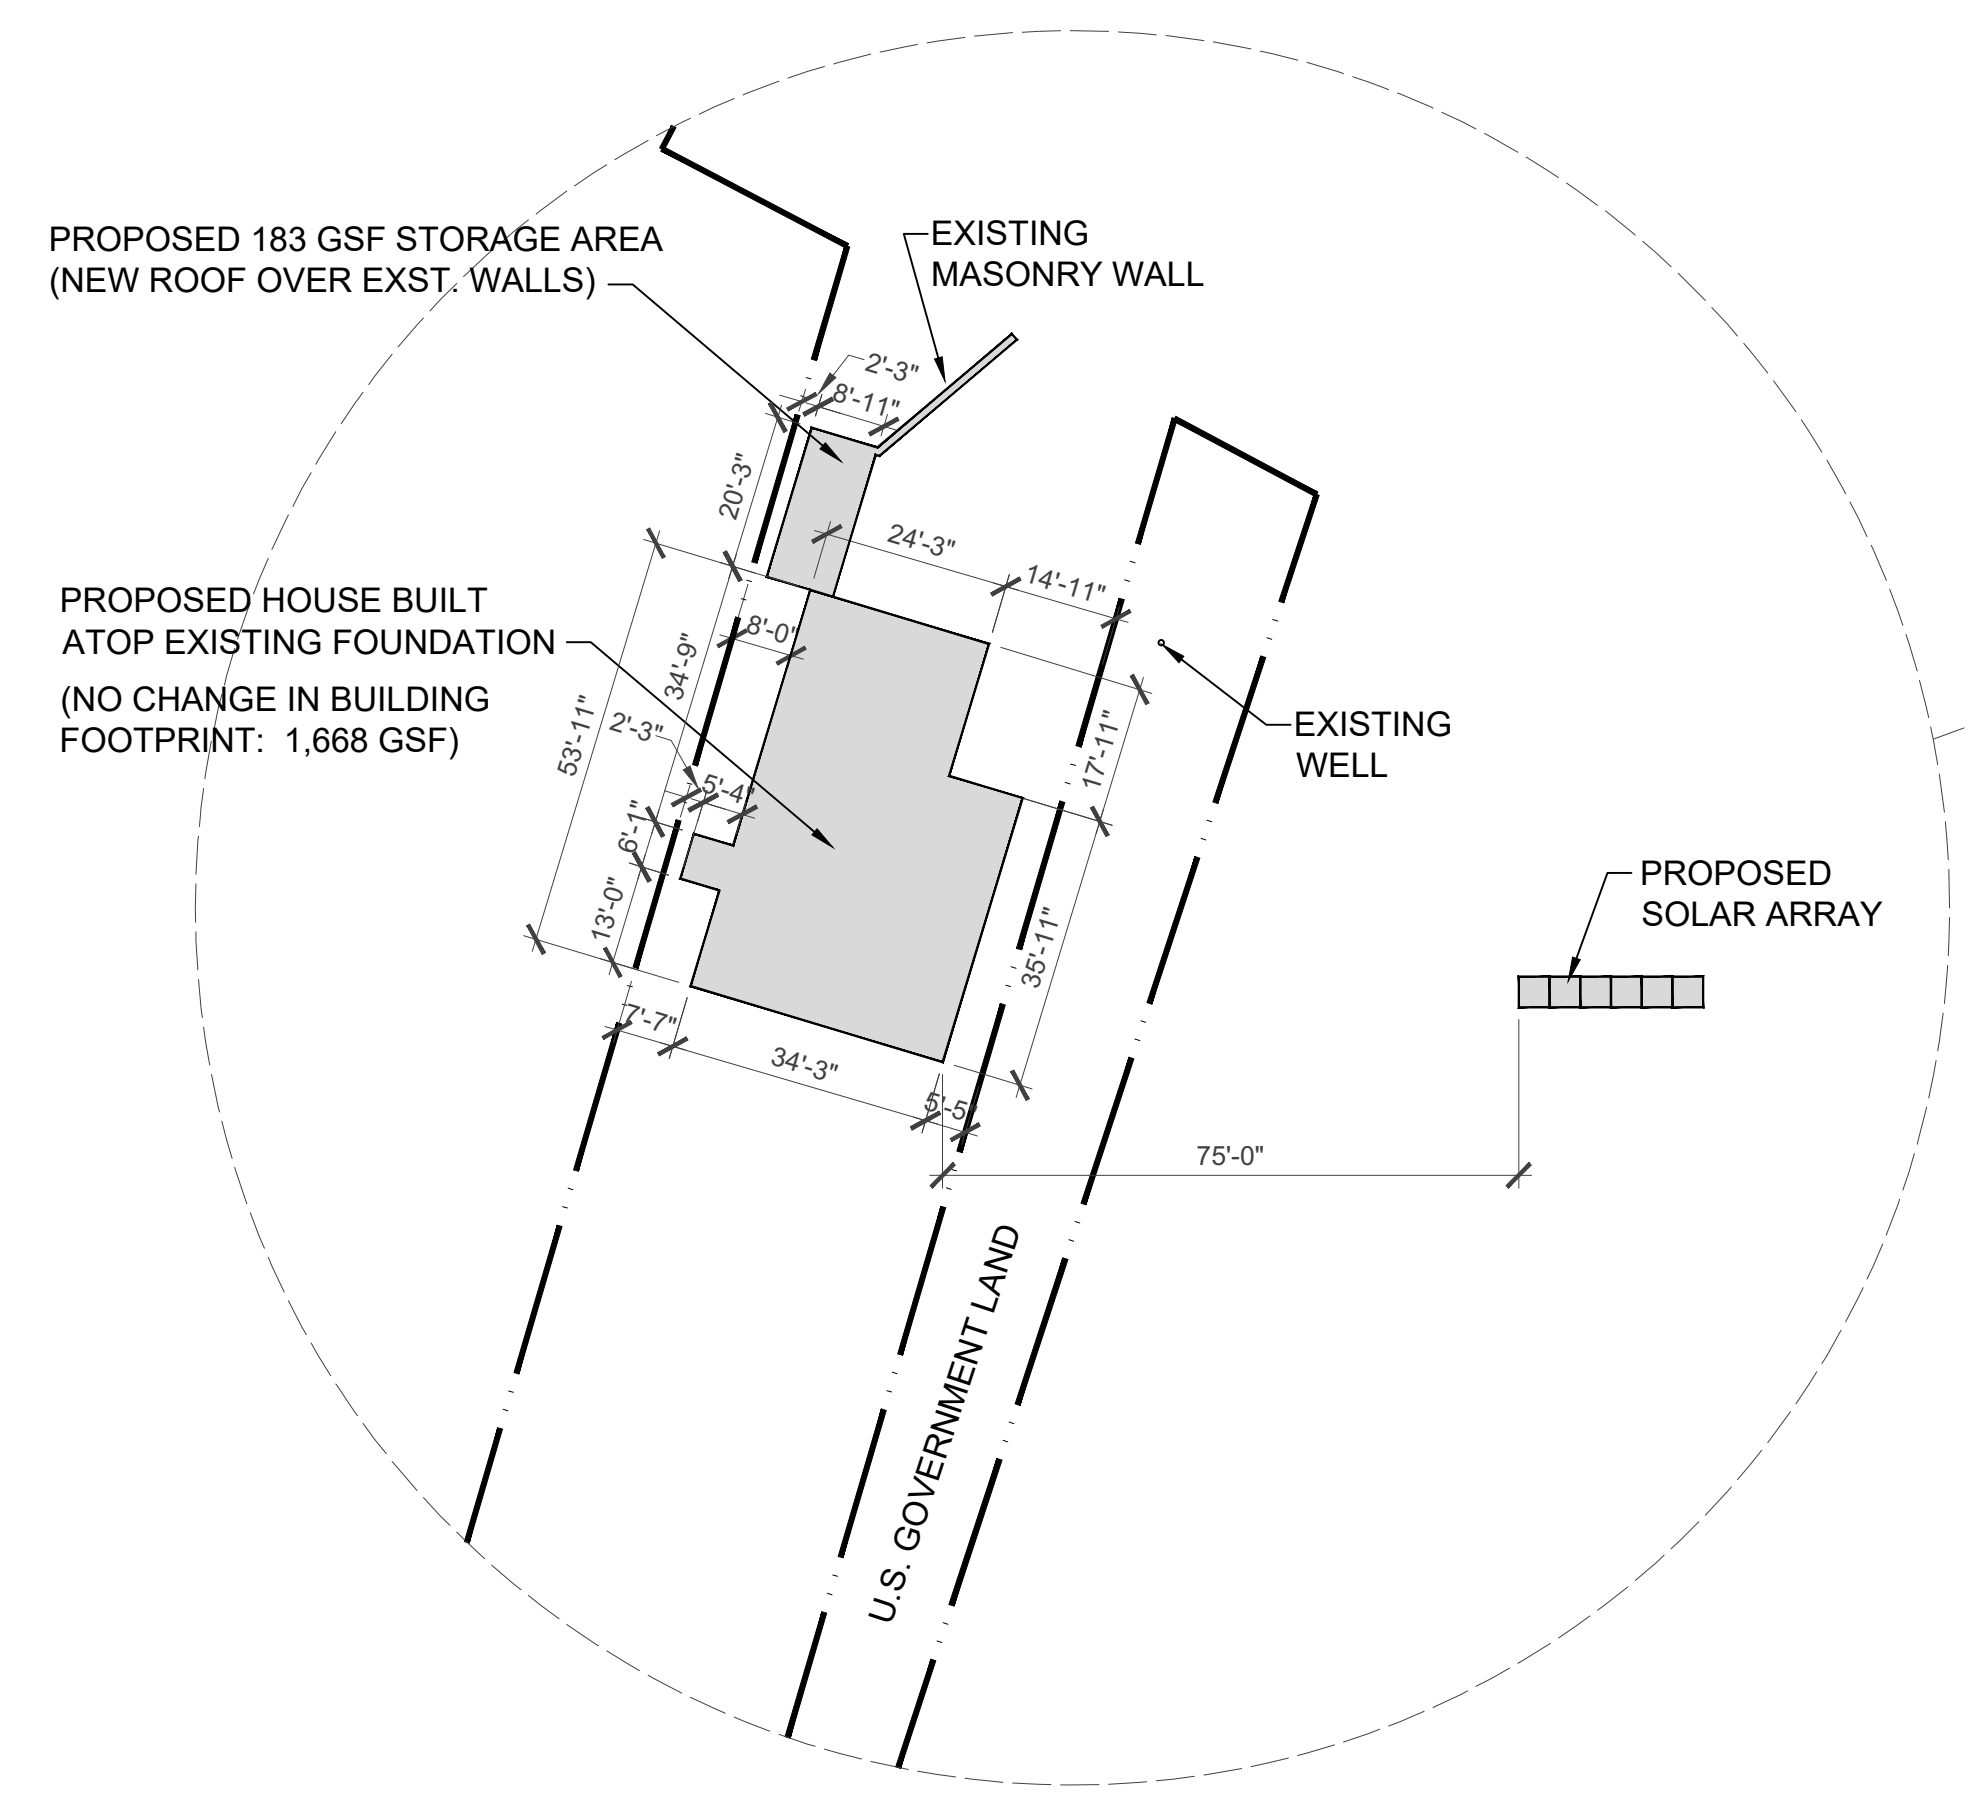 PROPOSED 183 GSF STORAGE AREA
(NEW ROOF OVER EXST. WALLS)
EXISTING
MASONRY WALL
2'-3"
8'-11"
20'-3"
24'-3"
14'-11"
PROPOSED HOUSE BUILT
ATOP EXISTING FOUNDATION
(NO CHANGE IN BUILDING
FOOTPRINT:  1,668 GSF)
8'-0"
34'-9"
53'-11"
2'-3"
5'-4"
6'-1"
13'-0"
17'-11"
EXISTING
WELL
35'-11"
PROPOSED
SOLAR ARRAY
7'-7"
34'-3"
5'-5"
75'-0"
U.S. GOVERNMENT LAND